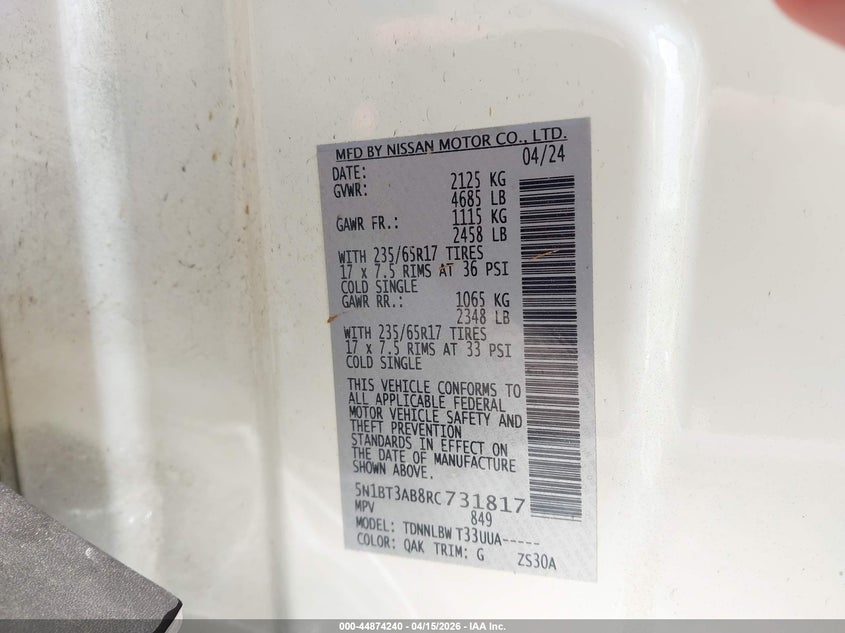 MFD BY NISSAN MOTOR CO., LTD.
DATE: 04/24
GVWR: 2125 KG
4685 LB
GAWR FR.: 1115 KG
2458 LB
WITH 235/65R17 TIRES
17 x 7.5 RIMS AT 36 PSI
COLD SINGLE
GAWR RR.: 1065 KG
2348 LB
WITH 235/65R17 TIRES
17 x 7.5 RIMS AT 33 PSI
COLD SINGLE
THIS VEHICLE CONFORMS TO
ALL APPLICABLE FEDERAL
MOTOR VEHICLE SAFETY AND
THEFT PREVENTION
STANDARDS IN EFFECT ON
THE DATE OF MANUFACTURE
SHOWN ABOVE.
5N1BT3AB8RC731817
MPV 849
MODEL: TDNNLBW T33UUA-----
COLOR: QAK TRIM: G ZS30A
000-44874240 - 04/15/2026 - IAA Inc.